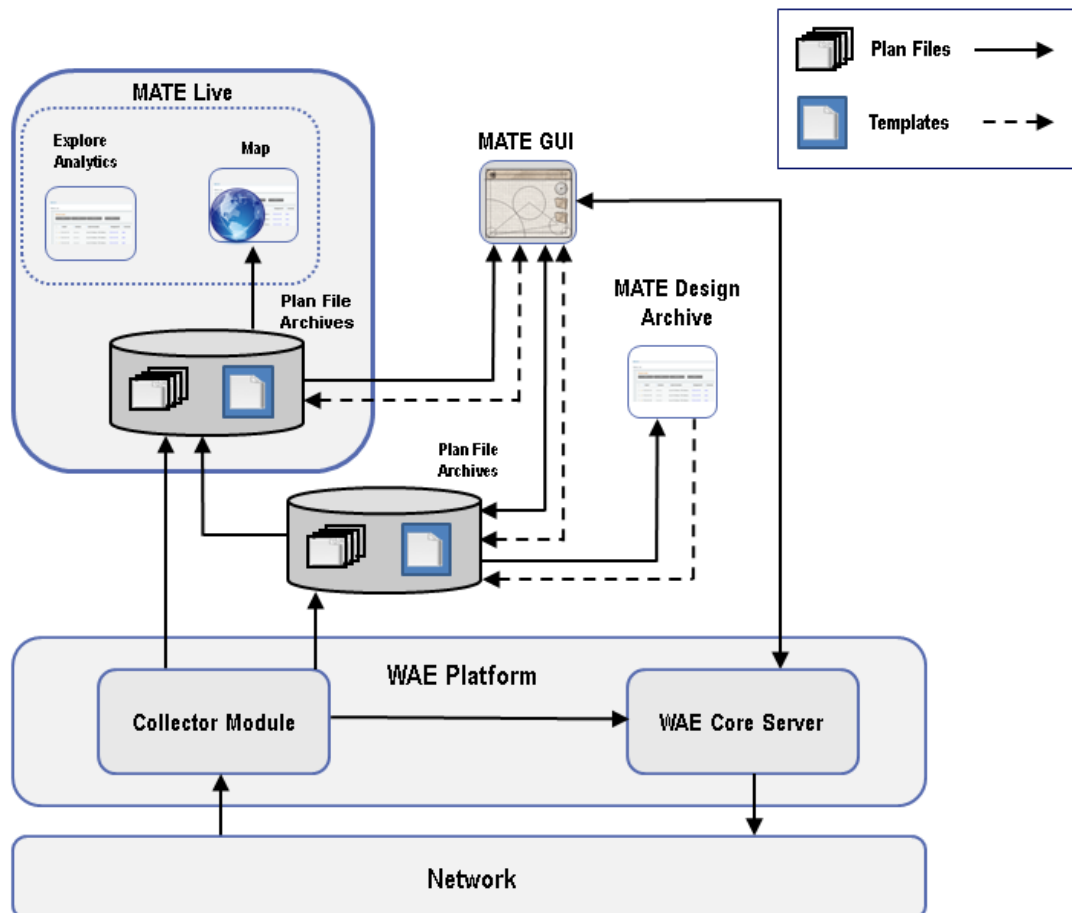 Plan Files
Templates
MATE Live
Explore
Analytics
Map
MATE GUI
Plan File
Archives
MATE Design
Archive
Plan File
Archives
WAE Platform
Collector Module
WAE Core Server
Network